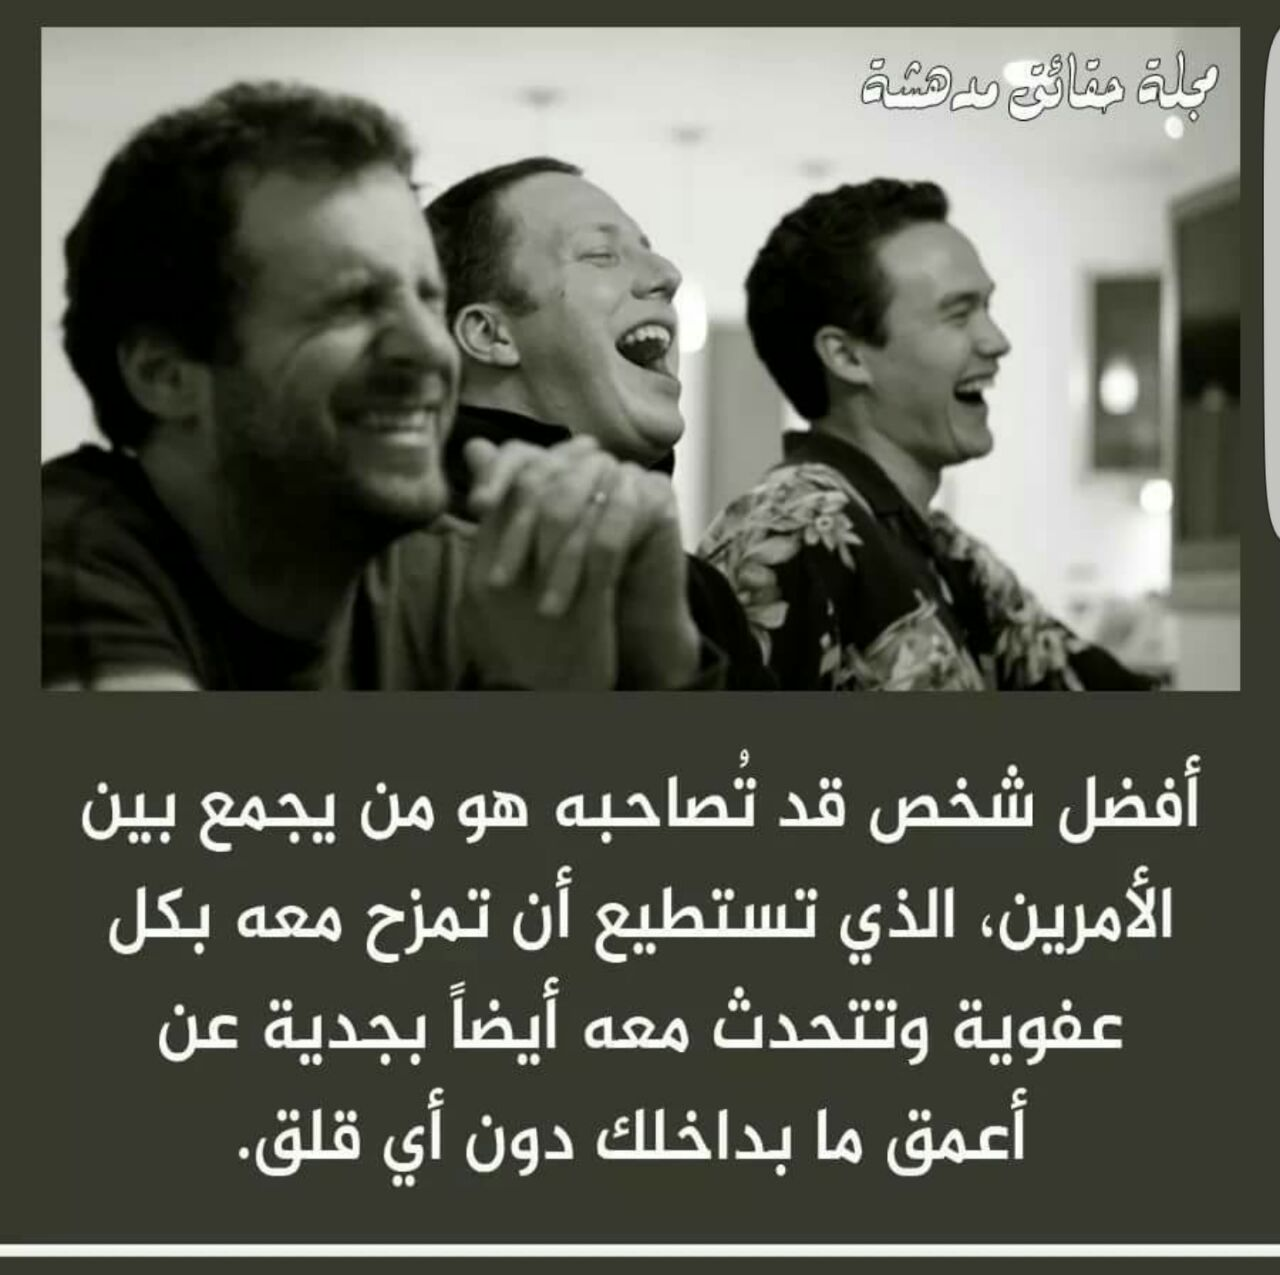 مجلة حقائق مدهشة
أفضل شخص قد تُصاحبه هو من يجمع بين
الأمرين، الذي تستطيع أن تمزح معه بكل
عفوية وتتحدث معه أيضاً بجدية عن
أعمق ما بداخلك دون أي قلق.